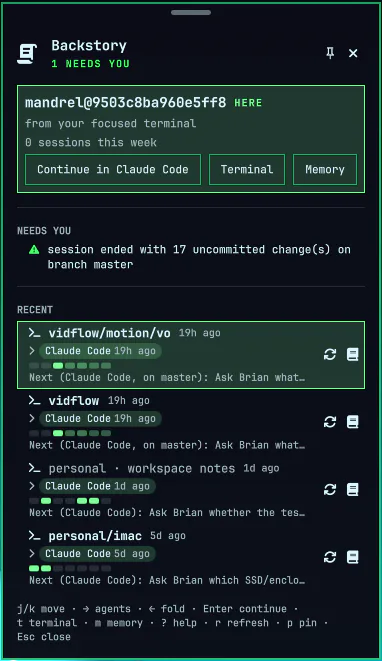 Backstory
1 NEEDS YOU
mandrel@9503c8ba960e5ff8 HERE
from your focused terminal
0 sessions this week
Continue in Claude Code
Terminal
Memory
NEEDS YOU
session ended with 17 uncommitted change(s) on
branch master
RECENT
vidflow/motion/vo 19h ago
Claude Code 19h ago
Next (Claude Code, on master): Ask Brian what…
vidflow 19h ago
Claude Code 19h ago
Next (Claude Code, on master): Ask Brian what…
personal · workspace notes 1d ago
Claude Code 1d ago
Next (Claude Code): Ask Brian whether the tes…
personal/imac 5d ago
Claude Code 5d ago
Next (Claude Code): Ask Brian which SSD/enclo…
j/k move · → agents · ← fold · Enter continue ·
t terminal · m memory · ? help · r refresh · p pin ·
Esc close